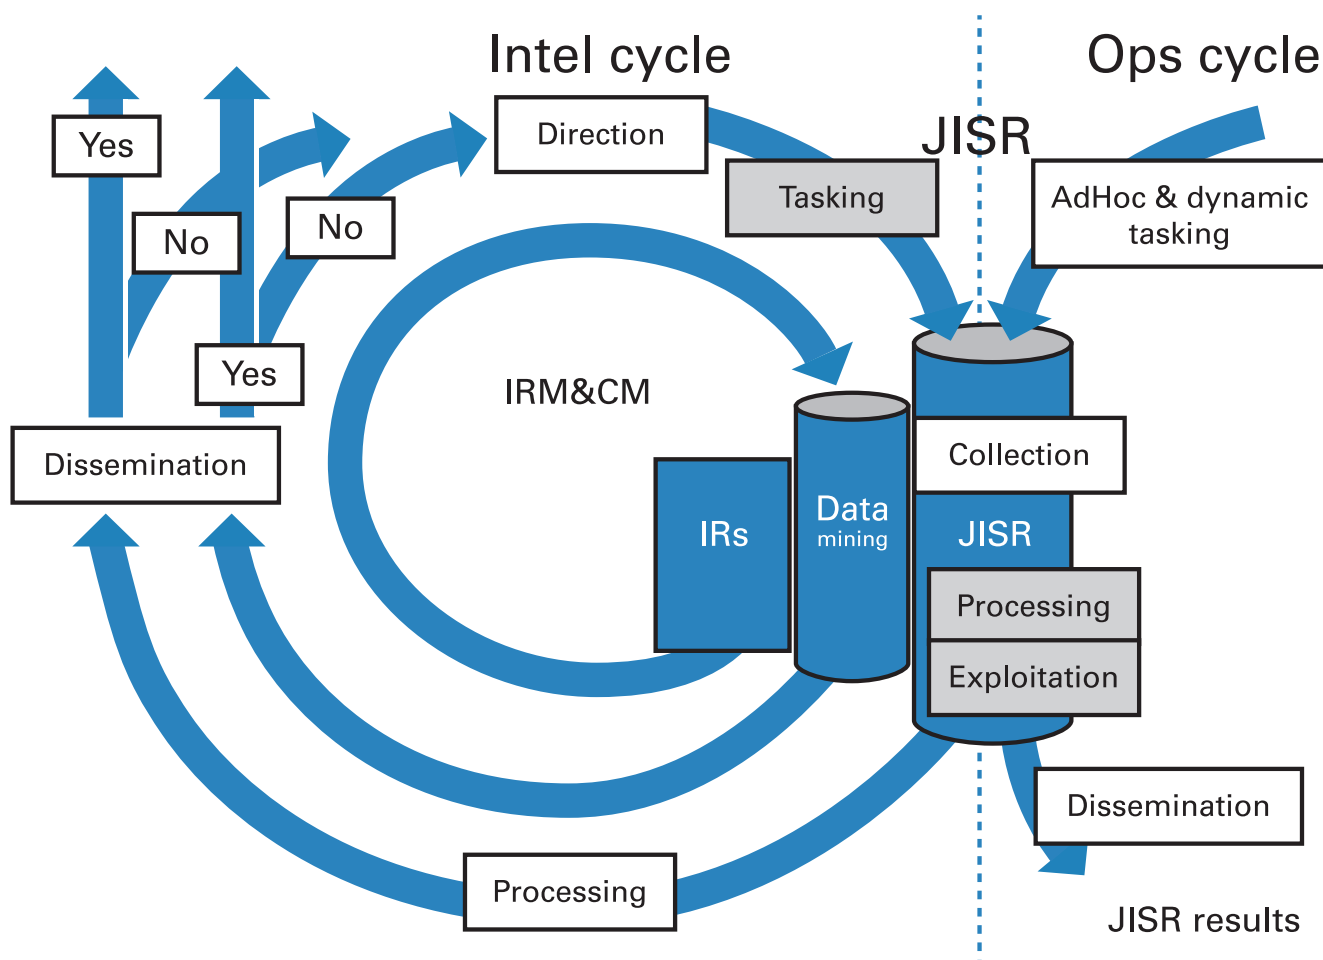 Intel cycle
Ops cycle
JISR
Yes
Direction
Tasking
AdHoc & dynamic
tasking
No
No
Yes
IRM&CM
Dissemination
Collection
IRs
Data
mining
JISR
Processing
Exploitation
Dissemination
Processing
JISR results